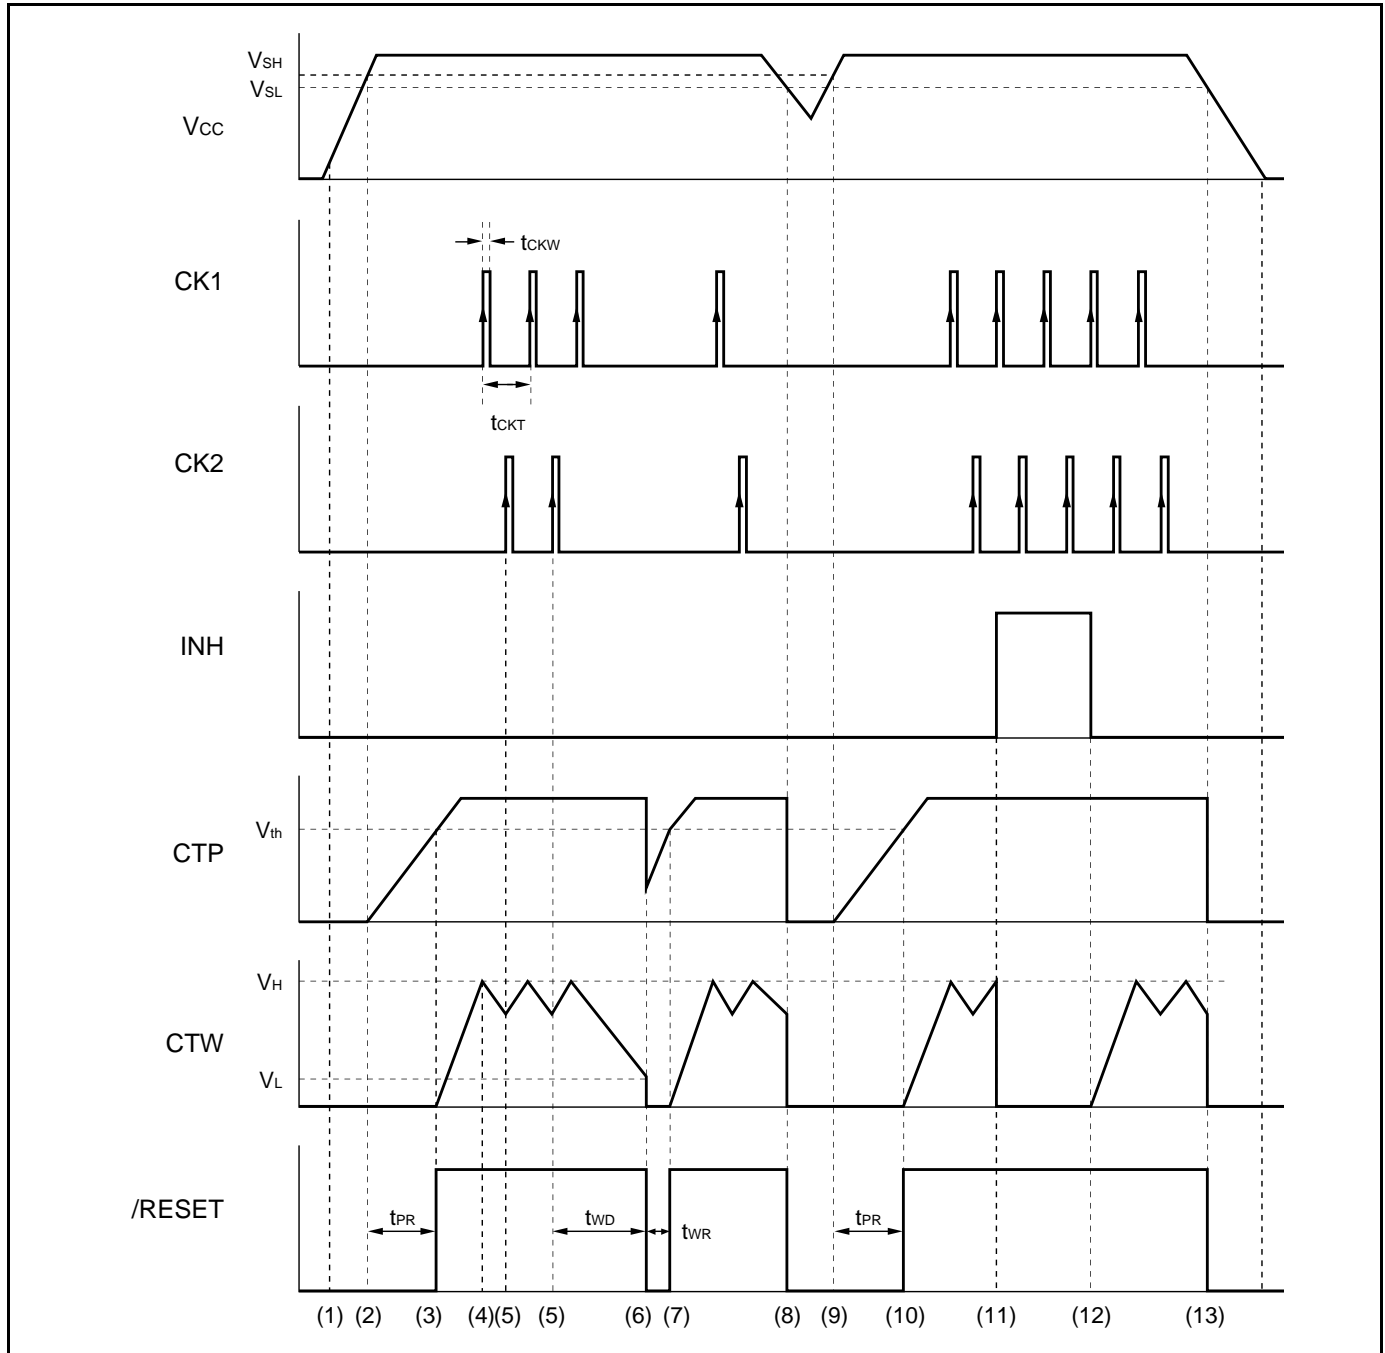 VSH
VSL
VCC
tCKW
CK1
tCKT
CK2
INH
Vth
CTP
VH
CTW
VL
/RESET
tPR
tWD
tWR
tPR
(1) (2) (3) (4)(5) (5) (6) (7) (8) (9) (10) (11) (12) (13)